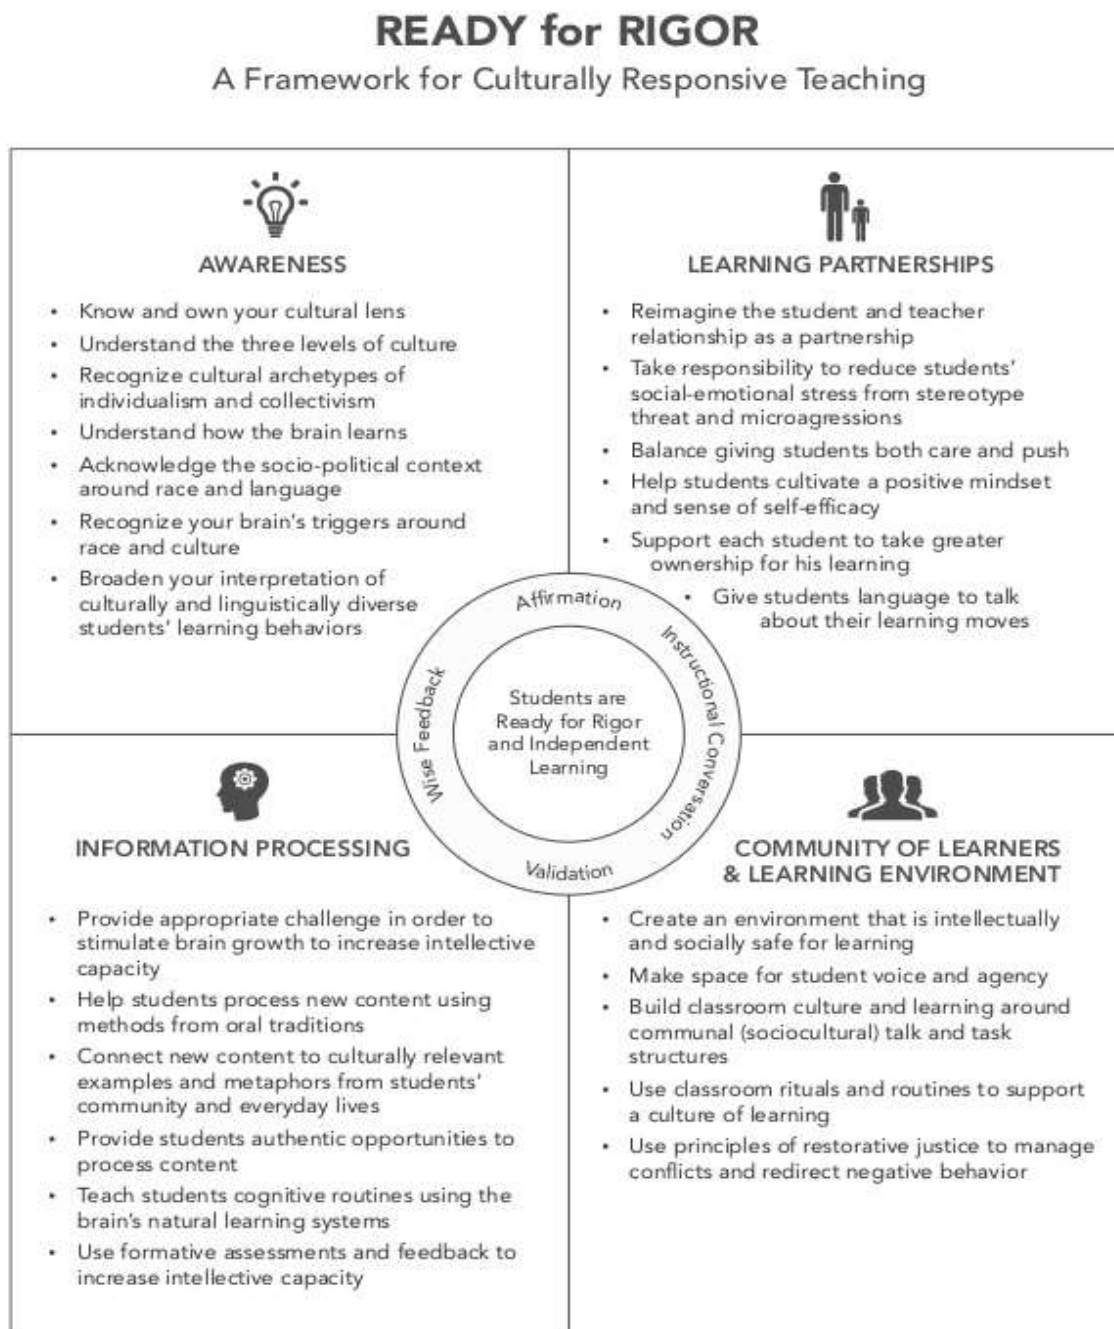 READY for RIGOR
A Framework for Culturally Responsive Teaching
AWARENESS
• Know and own your cultural lens
• Understand the three levels of culture
• Recognize cultural archetypes of
individualism and collectivism
• Understand how the brain learns
• Acknowledge the socio-political context
around race and language
• Recognize your brain's triggers around
race and culture
• Broaden your interpretation of
culturally and linguistically diverse
students' learning behaviors
LEARNING PARTNERSHIPS
• Reimagine the student and teacher
relationship as a partnership
• Take responsibility to reduce students'
social-emotional stress from stereotype
threat and microagressions
• Balance giving students both care and push
• Help students cultivate a positive mindset
and sense of self-efficacy
• Support each student to take greater
ownership for his learning
• Give students language to talk
about their learning moves
Affirmation
Instructional Conversation
Validation
Wise Feedback
Students are
Ready for Rigor
and Independent
Learning
INFORMATION PROCESSING
• Provide appropriate challenge in order to
stimulate brain growth to increase intellective
capacity
• Help students process new content using
methods from oral traditions
• Connect new content to culturally relevant
examples and metaphors from students'
community and everyday lives
• Provide students authentic opportunities to
process content
• Teach students cognitive routines using the
brain's natural learning systems
• Use formative assessments and feedback to
increase intellective capacity
COMMUNITY OF LEARNERS
& LEARNING ENVIRONMENT
• Create an environment that is intellectually
and socially safe for learning
• Make space for student voice and agency
• Build classroom culture and learning around
communal (sociocultural) talk and task
structures
• Use classroom rituals and routines to support
a culture of learning
• Use principles of restorative justice to manage
conflicts and redirect negative behavior